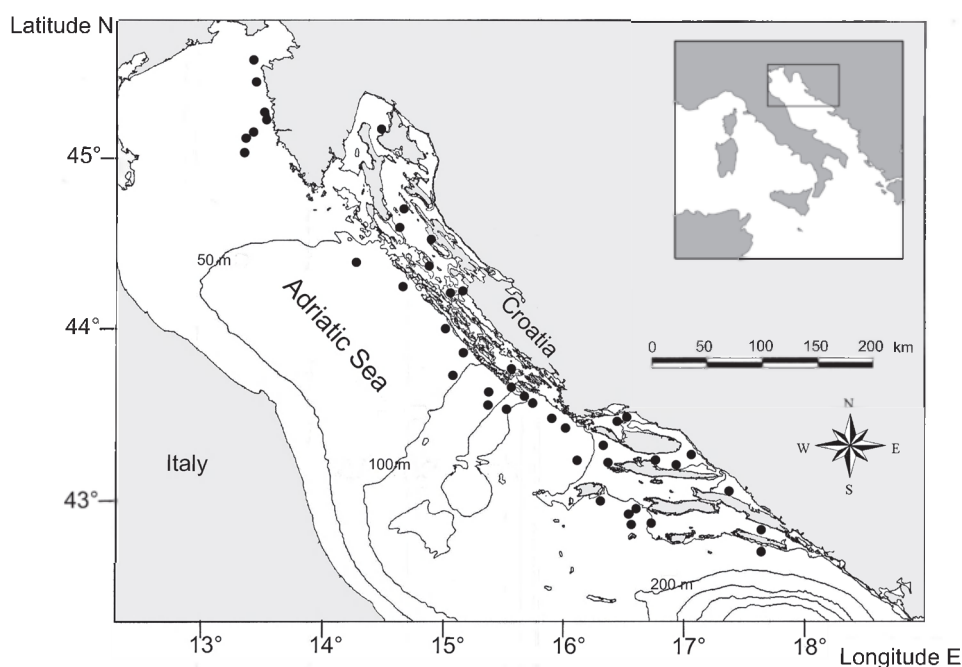 Latitude N
45°
50 m
Adriatic Sea
Croatia
44°
0 50 100 150 200 km
N
W E
S
Italy
100 m
43°
200 m
13° 14° 15° 16° 17° 18°
Longitude E